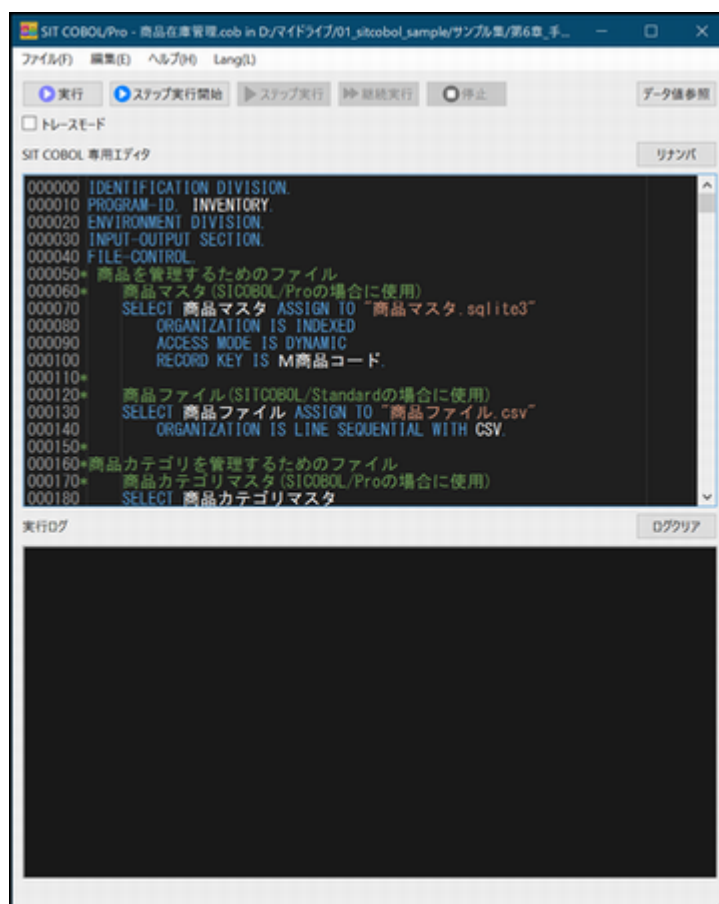 SIT COBOL/Pro - 商品在庫管理.cob in D:/マイドライブ/01_sitcobol_sample/サンプル集/第6章_手...
ファイル(F) 編集(E) ヘルプ(H) Lang(L)
実行 ステップ実行開始 ステップ実行 継続実行 停止 データ値参照
トレースモード
SIT COBOL 専用エディタ リナンバ
000000 IDENTIFICATION DIVISION.
000010 PROGRAM-ID. INVENTORY.
000020 ENVIRONMENT DIVISION.
000030 INPUT-OUTPUT SECTION.
000040 FILE-CONTROL.
000050* 商品を管理するためのファイル
000060* 商品マスタ(SICOBOL/Proの場合に使用)
000070 SELECT 商品マスタ ASSIGN TO "商品マスタ.sqlite3"
000080 ORGANIZATION IS INDEXED
000090 ACCESS MODE IS DYNAMIC
000100 RECORD KEY IS M商品コード.
000110*
000120* 商品ファイル(SITCOBOL/Standardの場合に使用)
000130 SELECT 商品ファイル ASSIGN TO "商品ファイル.csv"
000140 ORGANIZATION IS LINE SEQUENTIAL WITH CSV.
000150*
000160*商品カテゴリを管理するためのファイル
000170* 商品カテゴリマスタ(SICOBOL/Proの場合に使用)
000180 SELECT 商品カテゴリマスタ
実行ログ ログクリア